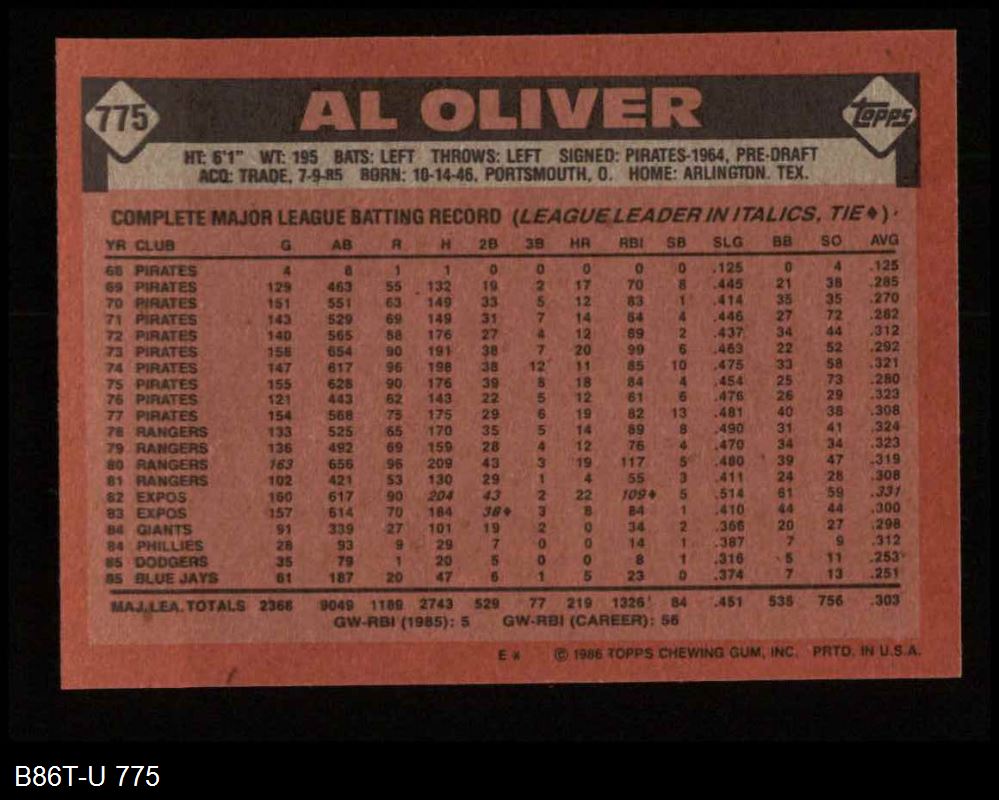 775
AL OLIVER
topps
HT: 6'1" WT: 195 BATS: LEFT THROWS: LEFT SIGNED: PIRATES-1964, PRE-DRAFT
ACQ: TRADE, 7-9-85 BORN: 10-14-46, PORTSMOUTH, O. HOME: ARLINGTON, TEX.
COMPLETE MAJOR LEAGUE BATTING RECORD (LEAGUE LEADER IN ITALICS, TIE♦)
YR CLUB G AB R H 2B 3B HR RBI SB SLG BB SO AVG
68 PIRATES 4 8 1 1 0 0 0 0 0 .125 0 4 .125
69 PIRATES 129 463 55 132 19 2 17 70 8 .445 21 38 .285
70 PIRATES 151 551 63 149 33 5 12 83 1 .414 35 35 .270
71 PIRATES 143 529 69 149 31 7 14 64 4 .446 27 72 .282
72 PIRATES 140 565 88 176 27 4 12 89 2 .437 34 44 .312
73 PIRATES 158 654 90 191 38 7 20 99 6 .463 22 52 .292
74 PIRATES 147 617 96 198 38 12 11 85 10 .475 33 58 .321
75 PIRATES 155 628 90 176 39 8 18 84 4 .454 25 73 .280
76 PIRATES 121 443 62 143 22 5 12 61 6 .476 26 29 .323
77 PIRATES 154 568 75 175 29 6 19 82 13 .481 40 38 .308
78 RANGERS 133 525 65 170 35 5 14 89 8 .490 31 41 .324
79 RANGERS 136 492 69 159 28 4 12 76 4 .470 34 34 .323
80 RANGERS 163 656 96 209 43 3 19 117 5 .480 39 47 .319
81 RANGERS 102 421 53 130 29 1 4 55 3 .411 24 28 .308
82 EXPOS 160 617 90 204 43 2 22 109♦ 5 .514 61 59 .331
83 EXPOS 157 614 70 184 38♦ 3 8 84 1 .410 44 44 .300
84 GIANTS 91 339 27 101 19 2 0 34 2 .366 20 27 .298
84 PHILLIES 28 93 9 29 7 0 0 14 1 .387 7 9 .312
85 DODGERS 35 79 1 20 5 0 0 8 1 .316 5 11 .253
85 BLUE JAYS 61 187 20 47 6 1 5 23 0 .374 7 13 .251
MAJ.LEA. TOTALS 2368 9049 1189 2743 529 77 219 1326 84 .451 535 756 .303
GW-RBI (1985): 5 GW-RBI (CAREER): 56
E* © 1986 TOPPS CHEWING GUM, INC. PRTD. IN U.S.A.
B86T-U 775